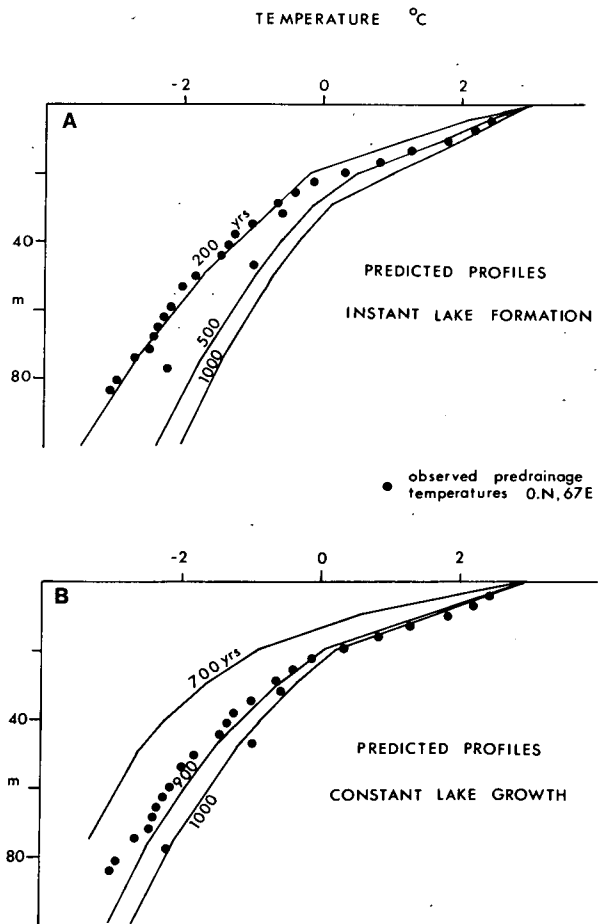 TEMPERATURE °C
-2 0 2
A
200 yrs
40
PREDICTED PROFILES
m
INSTANT LAKE FORMATION
500
1000
80
observed predrainage
temperatures O.N,67E
-2 0 2
B
700 yrs
40
PREDICTED PROFILES
m
900
CONSTANT LAKE GROWTH
1000
80